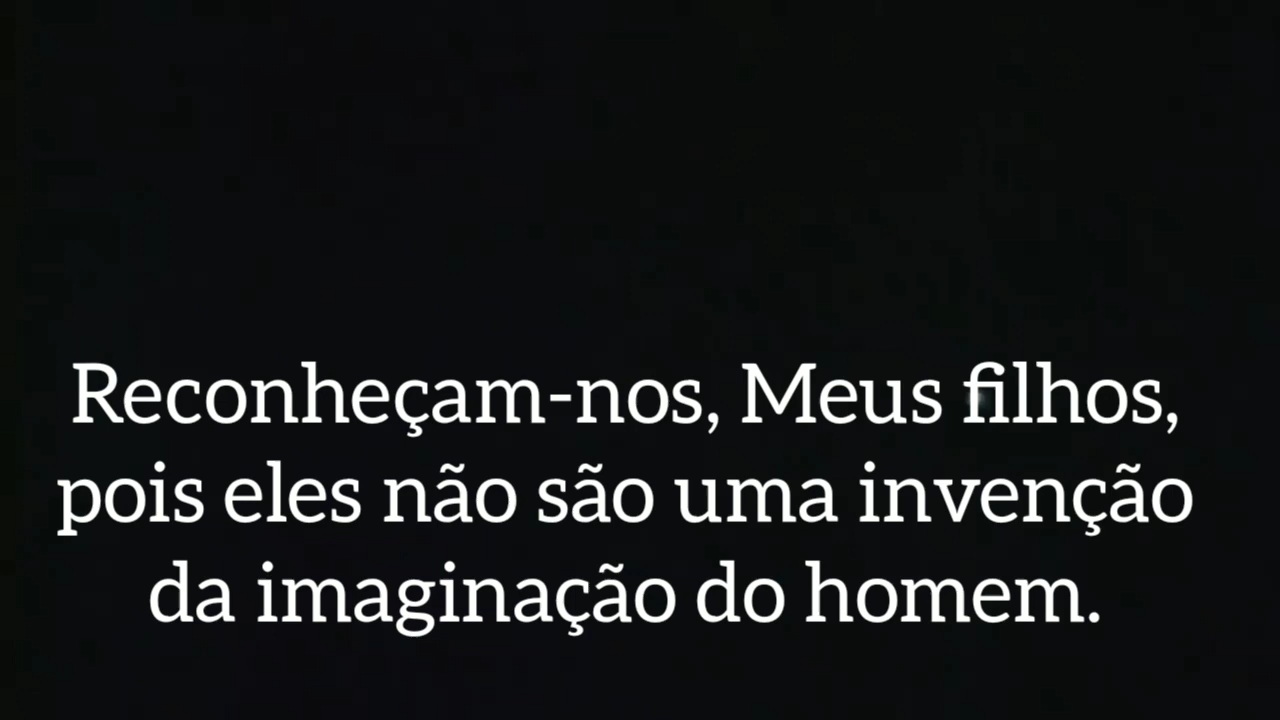 Reconheçam-nos, Meus filhos,
pois eles não são uma invenção
da imaginação do homem.